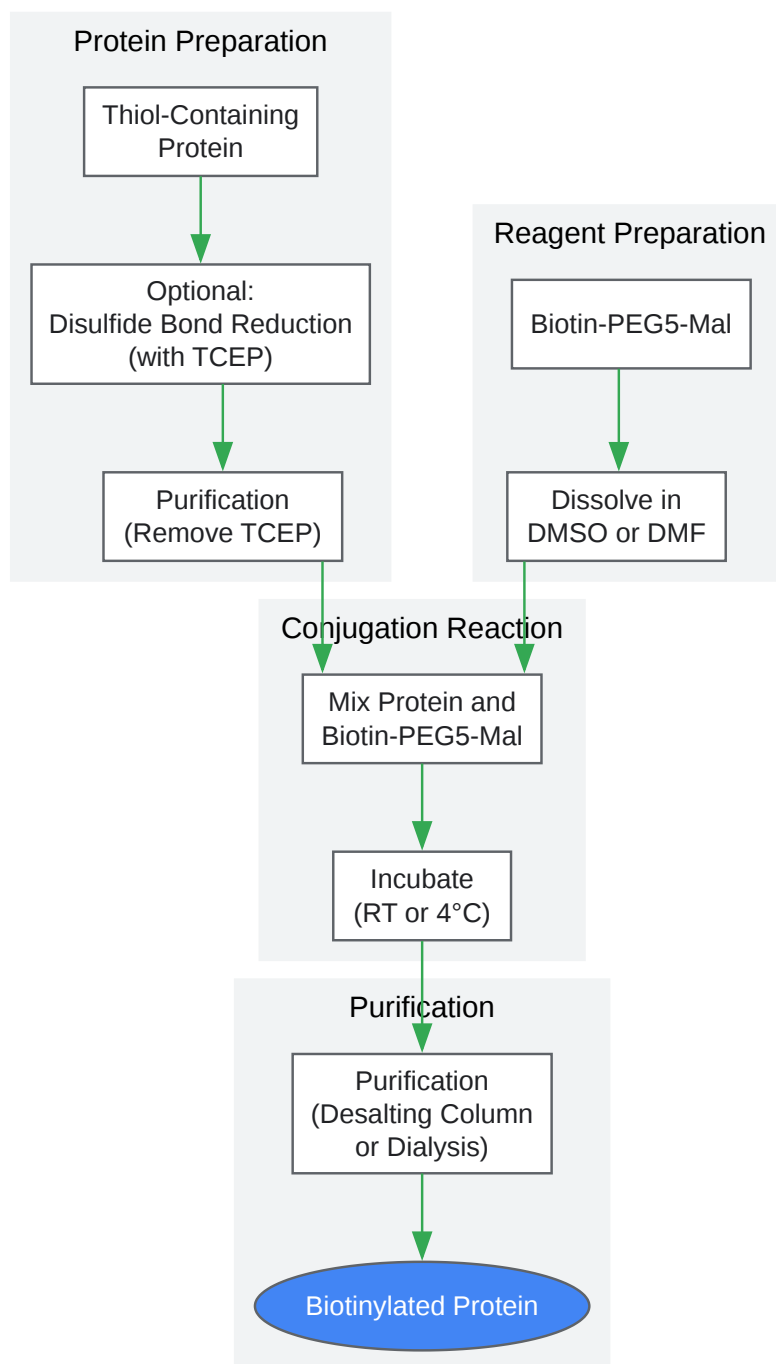 Protein Preparation
Thiol-Containing
Protein
Optional:
Disulfide Bond Reduction
(with TCEP)
Purification
(Remove TCEP)
Reagent Preparation
Biotin-PEG5-Mal
Dissolve in
DMSO or DMF
Conjugation Reaction
Mix Protein and
Biotin-PEG5-Mal
Incubate
(RT or 4°C)
Purification
Purification
(Desalting Column
or Dialysis)
Biotinylated Protein